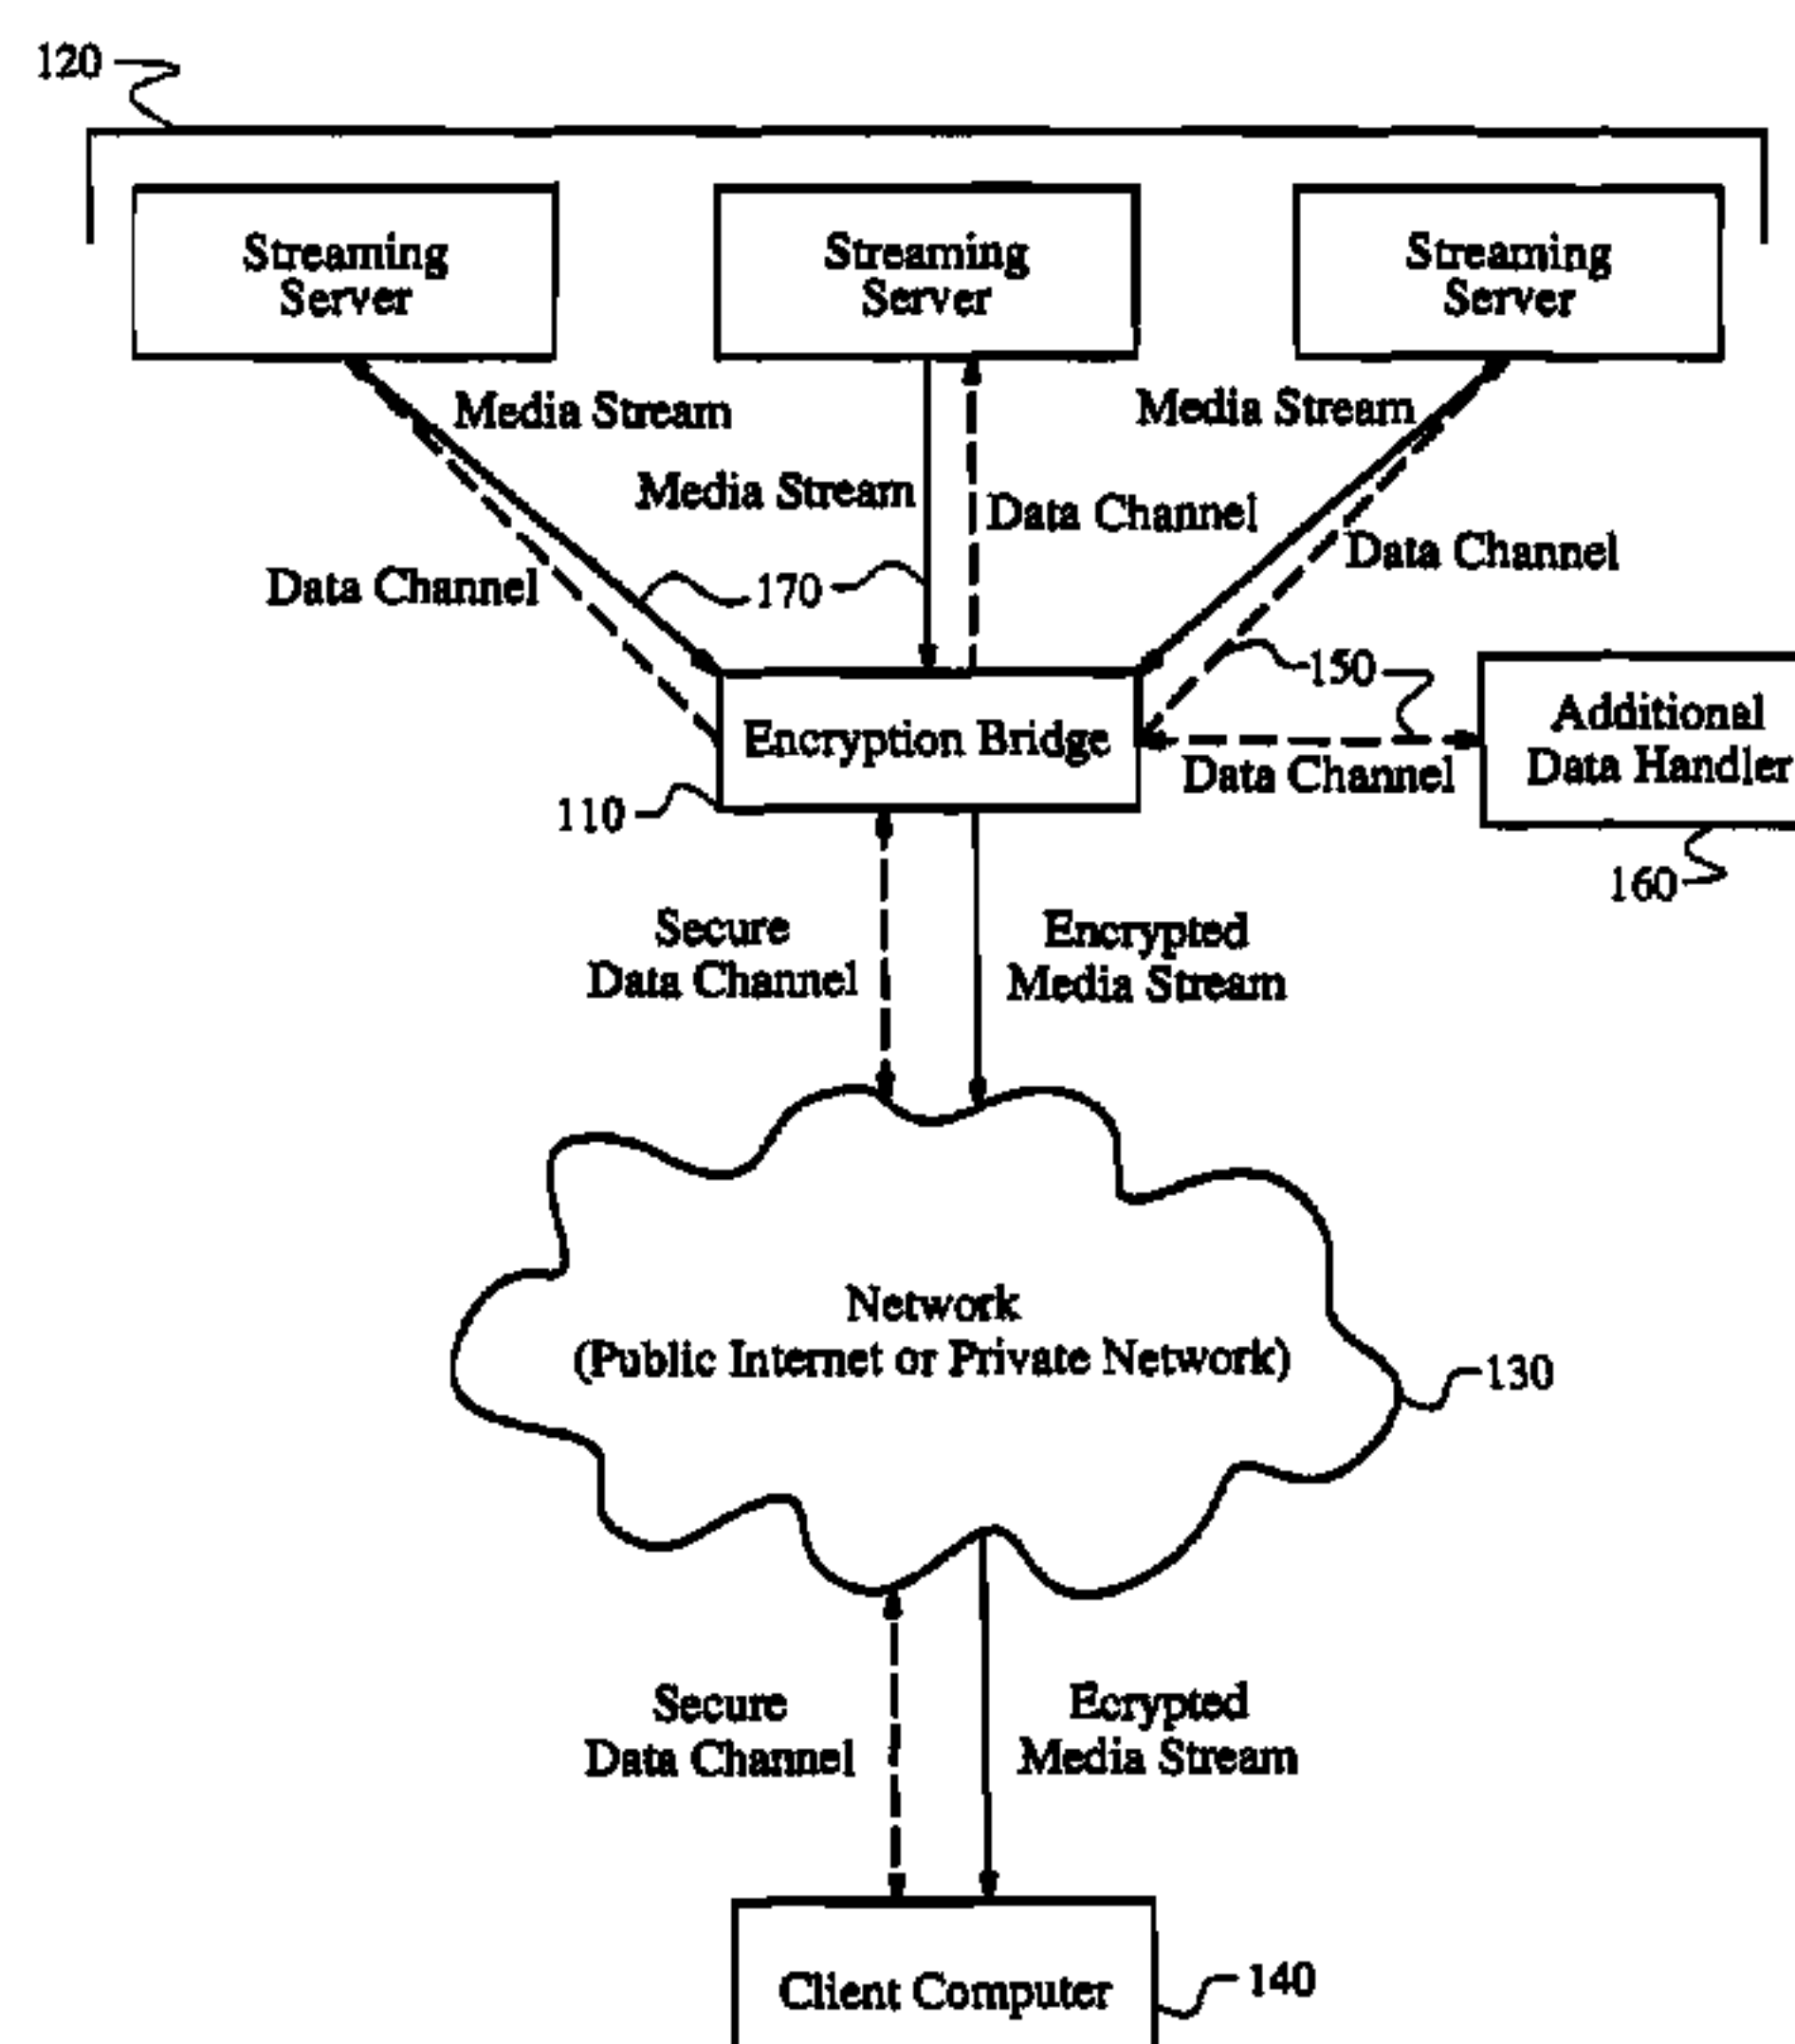 120
Streaming
Server
Streaming
Server
Streaming
Server
Media Stream
Media Stream
Media Stream
Data Channel
Data Channel
Data Channel
170
150
Encryption Bridge
Data Channel
Additional
Data Handler
110
160
Secure
Data Channel
Encrypted
Media Stream
Network
(Public Internet or Private Network)
130
Secure
Data Channel
Ecrypted
Media Stream
Client Computer
140